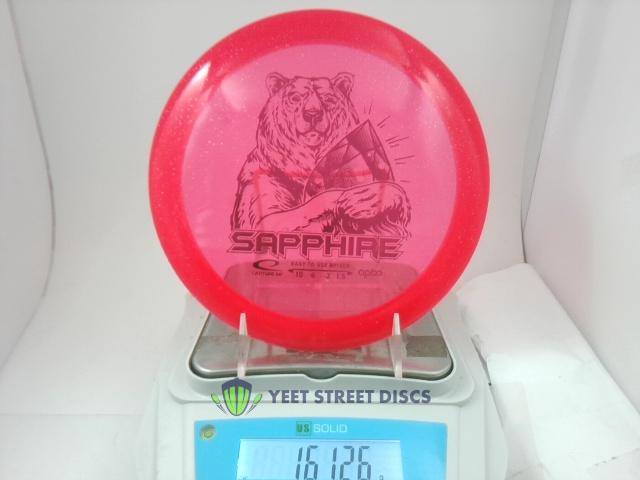 SAPPHIRE
EASY TO USE DRIVER
LATITUDE 64° 10 6 -2 1.5 opto
YEET STREET DISCS
US SOLID
161.26 g